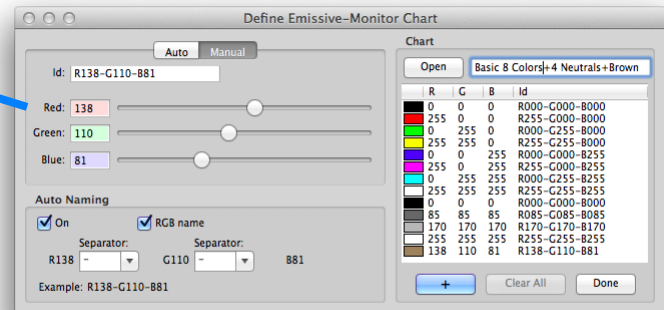 Define Emissive-Monitor Chart
Auto Manual
Id: R138-G110-B81
Red: 138
Green: 110
Blue: 81
Auto Naming
On RGB name
Separator: Separator:
R138 - G110 - B81
Example: R138-G110-B81
Chart
Open Basic 8 Colors+4 Neutrals+Brown
R G B Id
0 0 0 R000-G000-B000
255 0 0 R255-G000-B000
0 255 0 R000-G255-B000
255 255 0 R255-G255-B000
0 0 255 R000-G000-B255
255 0 255 R255-G000-B255
0 255 255 R000-G255-B255
255 255 255 R255-G255-B255
0 0 0 R000-G000-B000
85 85 85 R085-G085-B085
170 170 170 R170-G170-B170
255 255 255 R255-G255-B255
138 110 81 R138-G110-B81
+ Clear All Done